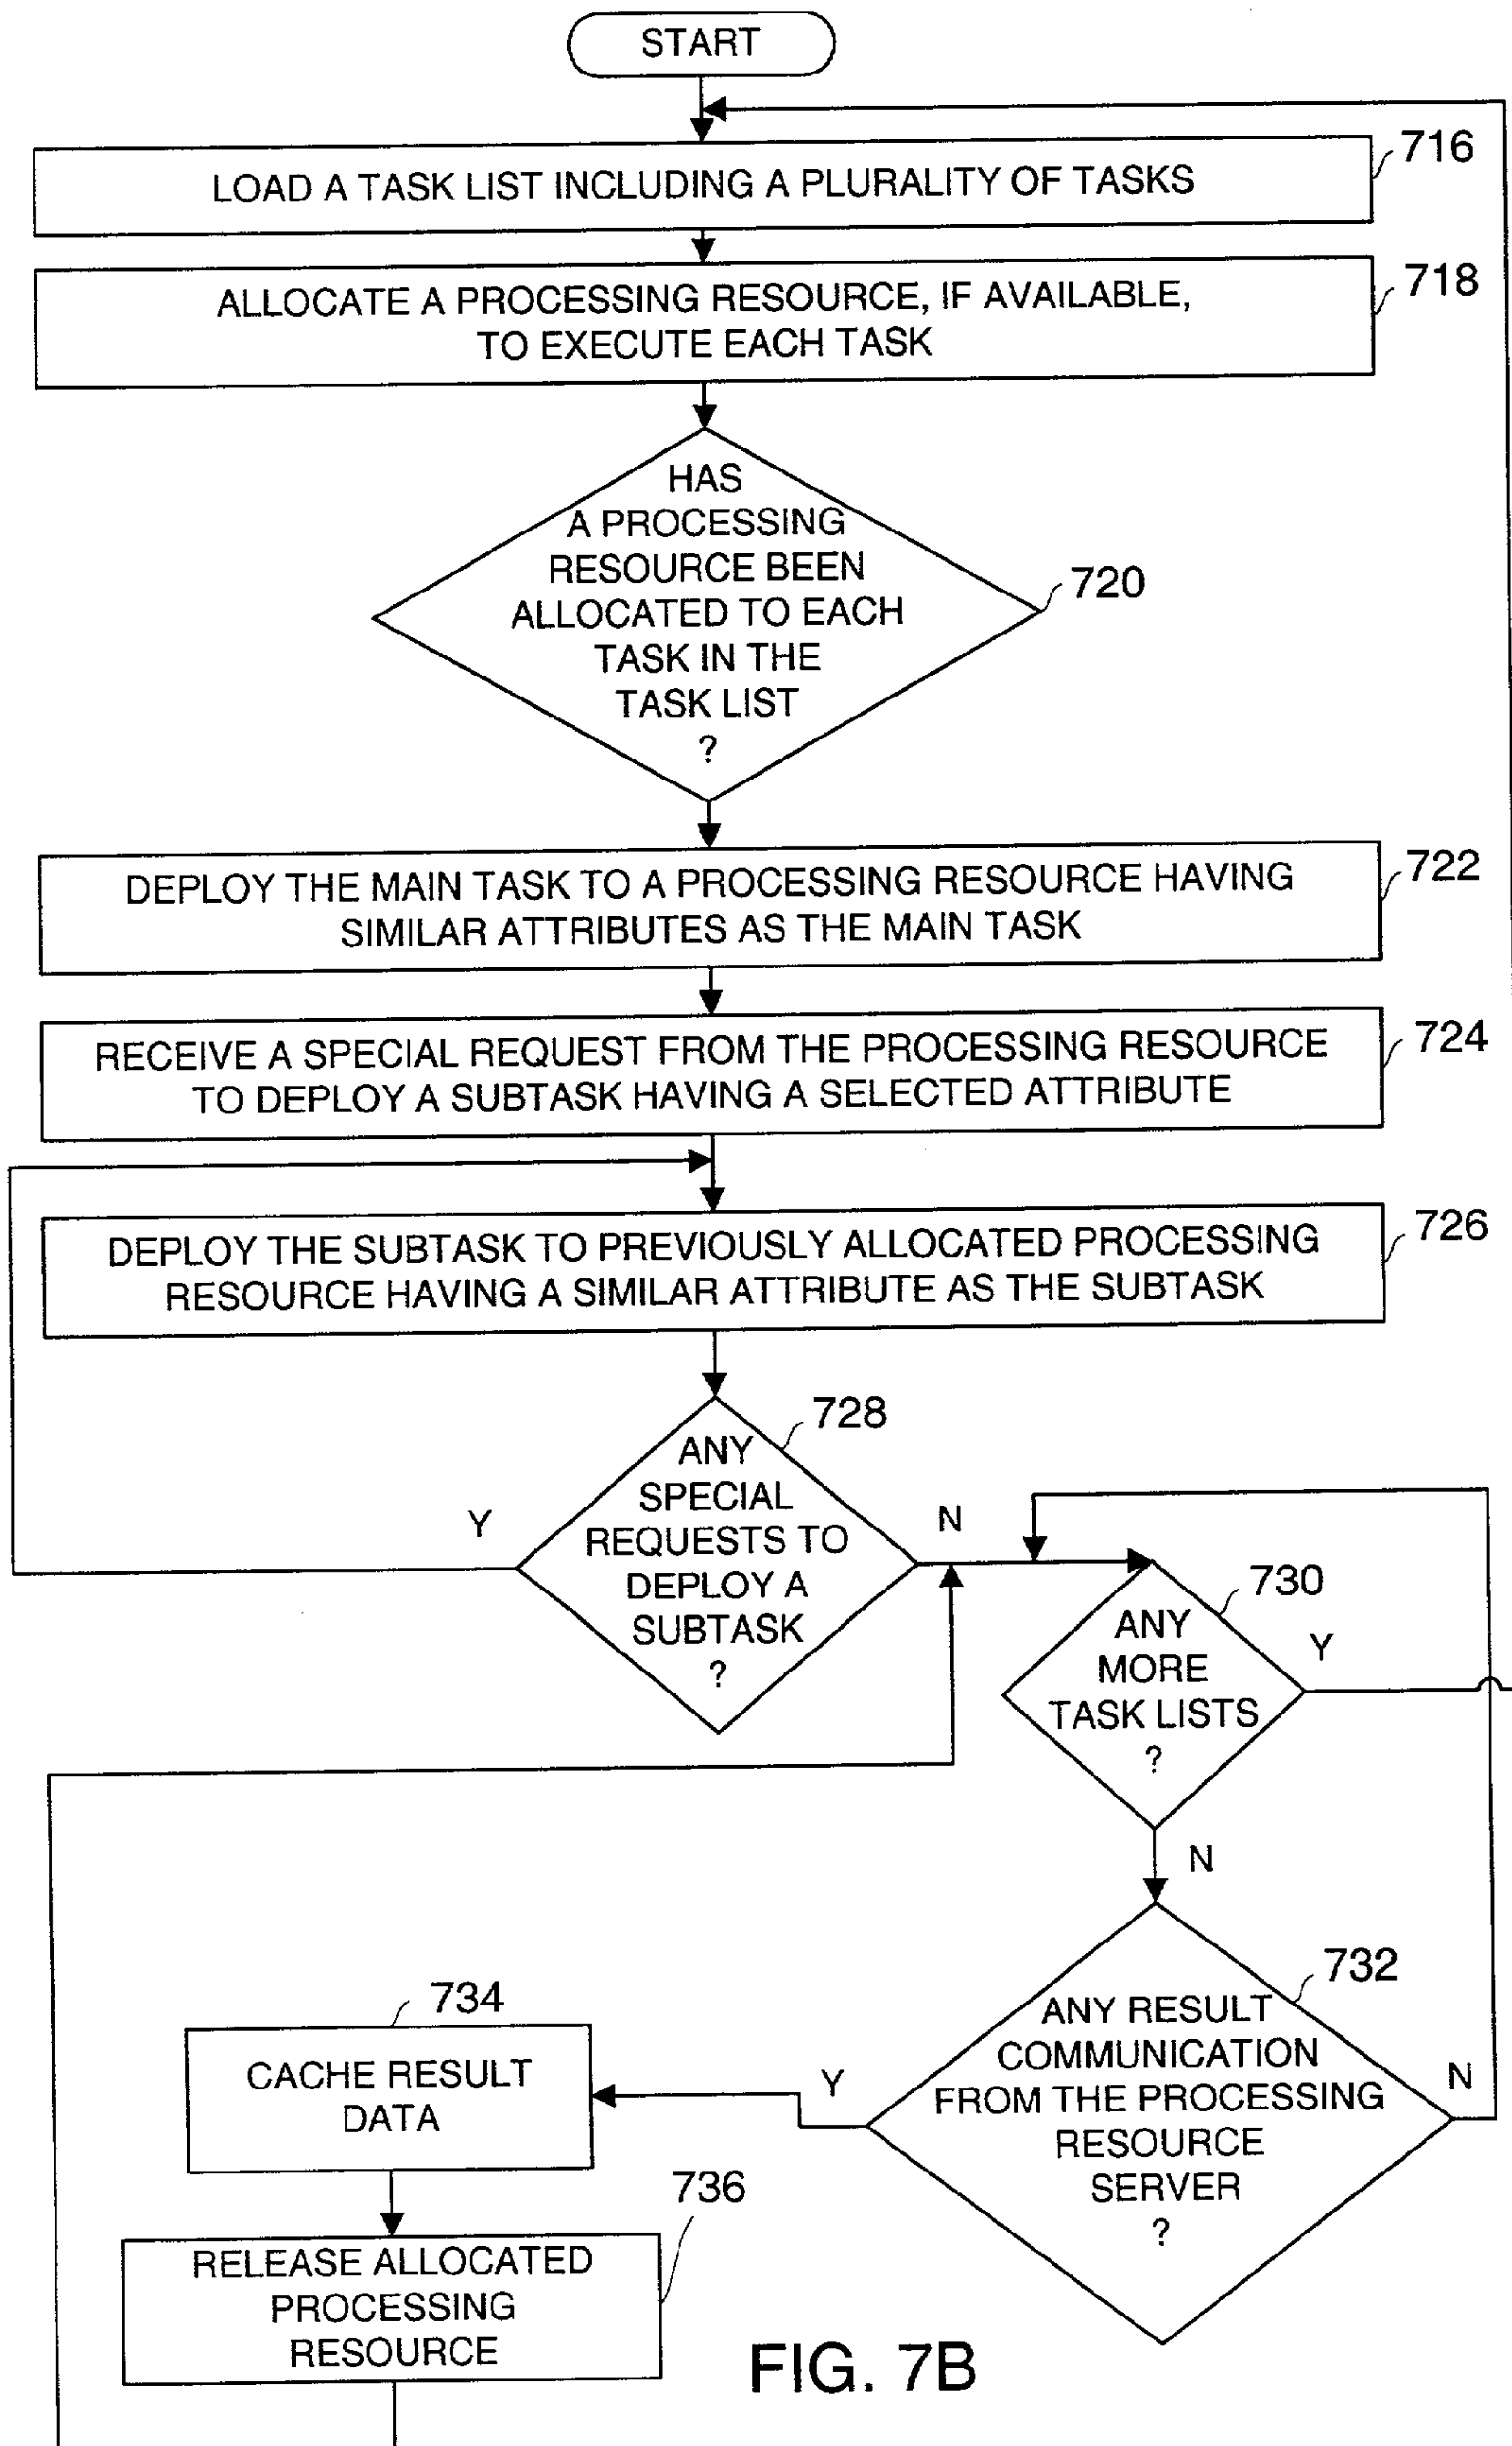 START
716
LOAD A TASK LIST INCLUDING A PLURALITY OF TASKS
718
ALLOCATE A PROCESSING RESOURCE, IF AVAILABLE,
TO EXECUTE EACH TASK
HAS
A PROCESSING
RESOURCE BEEN
ALLOCATED TO EACH
TASK IN THE
TASK LIST
?
720
722
DEPLOY THE MAIN TASK TO A PROCESSING RESOURCE HAVING
SIMILAR ATTRIBUTES AS THE MAIN TASK
724
RECEIVE A SPECIAL REQUEST FROM THE PROCESSING RESOURCE
TO DEPLOY A SUBTASK HAVING A SELECTED ATTRIBUTE
726
DEPLOY THE SUBTASK TO PREVIOUSLY ALLOCATED PROCESSING
RESOURCE HAVING A SIMILAR ATTRIBUTE AS THE SUBTASK
728
ANY
SPECIAL
REQUESTS TO
DEPLOY A
SUBTASK
?
Y
N
730
ANY
MORE
TASK LISTS
?
Y
N
732
ANY RESULT
COMMUNICATION
FROM THE PROCESSING
RESOURCE
SERVER
?
Y
N
734
CACHE RESULT
DATA
736
RELEASE ALLOCATED
PROCESSING
RESOURCE
FIG. 7B